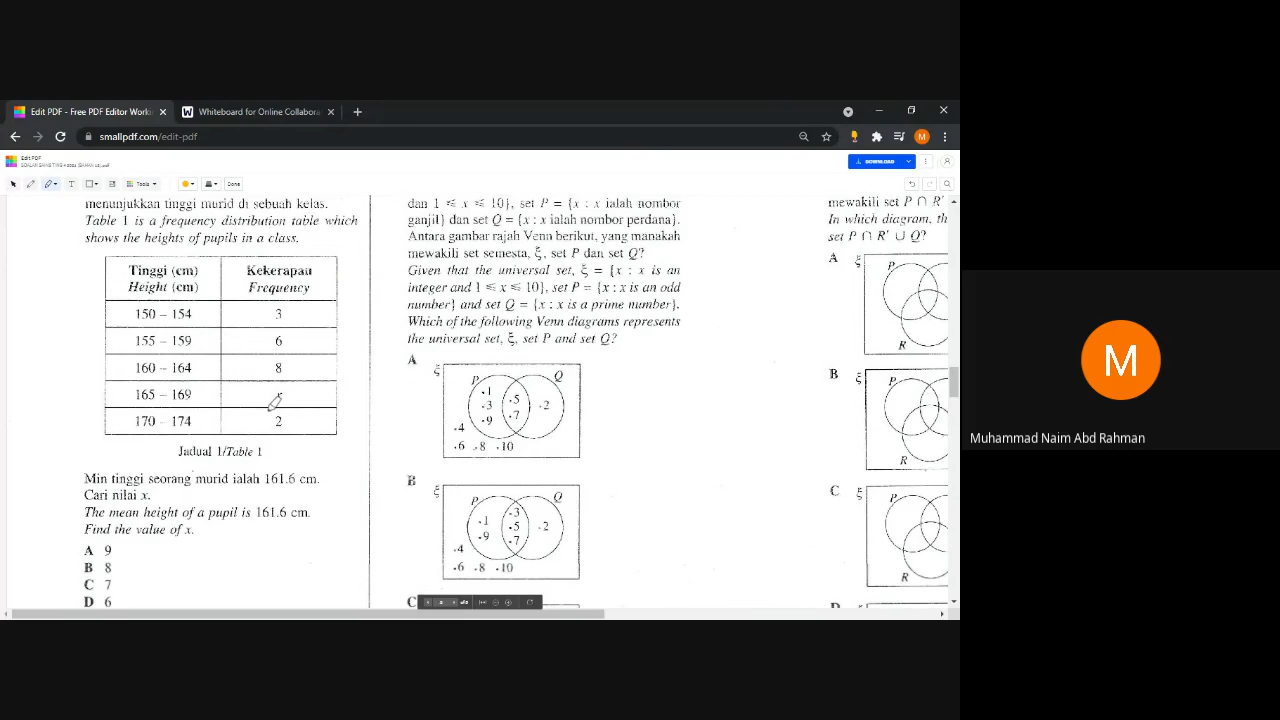 Edit PDF - Free PDF Editor Worki
Whiteboard for Online Collabora
smallpdf.com/edit-pdf
M
Edit PDF
DOWNLOAD
T
Tools
Done
menunjukkan tinggi murid di sebuah kelas.
Table 1 is a frequency distribution table which
shows the heights of pupils in a class.
Tinggi (cm)
Height (cm)
Kekerapan
Frequency
150 – 154 3
155 – 159 6
160 – 164 8
165 – 169
170 – 174 2
Jadual 1/Table 1
Min tinggi seorang murid ialah 161.6 cm.
Cari nilai x.
The mean height of a pupil is 161.6 cm.
Find the value of x.
A 9
B 8
C 7
D 6
dan 1 ≤ x ≤ 10}, set P = {x : x ialah nombor
ganjil} dan set Q = {x : x ialah nombor perdana}.
Antara gambar rajah Venn berikut, yang manakah
mewakili set semesta, ξ, set P dan set Q?
Given that the universal set, ξ = {x : x is an
integer and 1 ≤ x ≤ 10}, set P = {x : x is an odd
number} and set Q = {x : x is a prime number}.
Which of the following Venn diagrams represents
the universal set, ξ, set P and set Q?
A
ξ
P Q
·1
·3
·9
·5
·7
·2
·4
·6 ·8 ·10
B
ξ
P Q
·1
·9
·3
·5
·7
·2
·4
·6 ·8 ·10
C
mewakili set P ∩ R′
In which diagram, th
set P ∩ R′ ∪ Q?
A ξ
P
R
B ξ
P
R
C ξ
P
R
D ξ
M
Muhammad Naim Abd Rahman